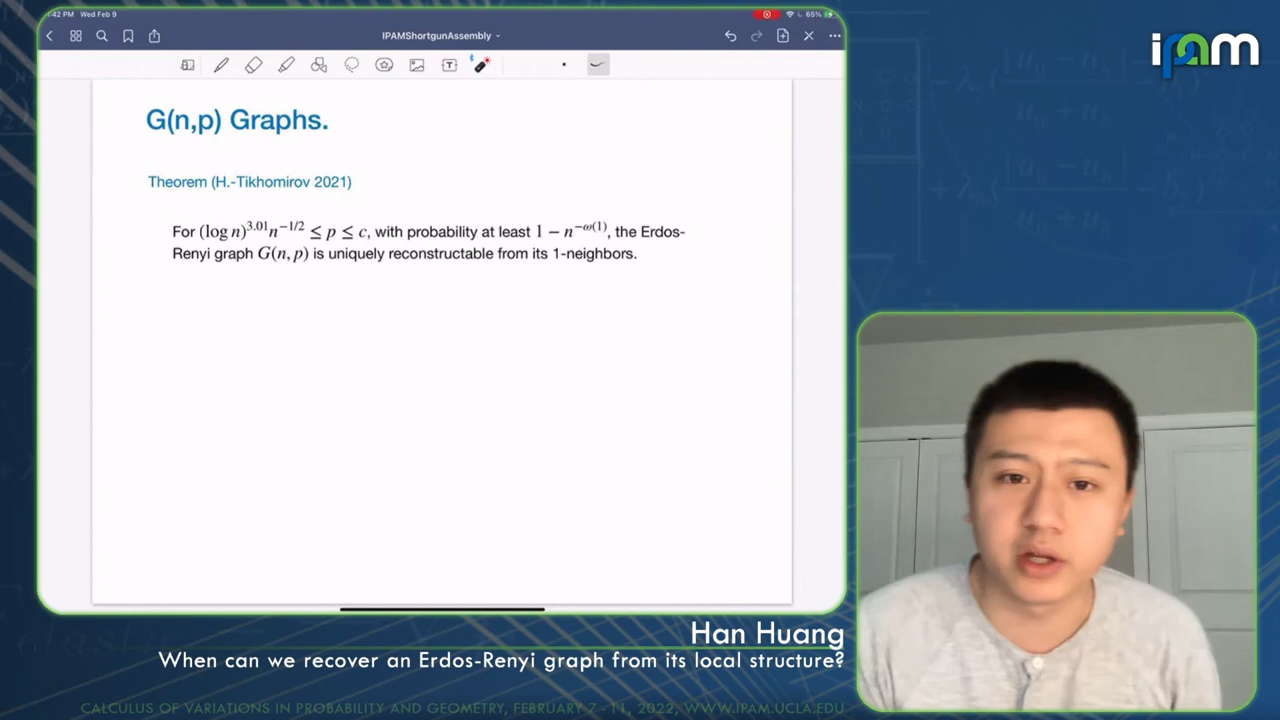 :42 PM Wed Feb 9
65%
IPAMShortgunAssembly
ipam
G(n,p) Graphs.
Theorem (H.-Tikhomirov 2021)
For (log n)^{3.01}n^{−1/2} ≤ p ≤ c, with probability at least 1 − n^{−ω(1)}, the Erdos-
Renyi graph G(n, p) is uniquely reconstructable from its 1-neighbors.
Han Huang
When can we recover an Erdos-Renyi graph from its local structure?
CALCULUS OF VARIATIONS IN PROBABILITY AND GEOMETRY, FEBRUARY 7 - 11, 2022, WWW.IPAM.UCLA.EDU